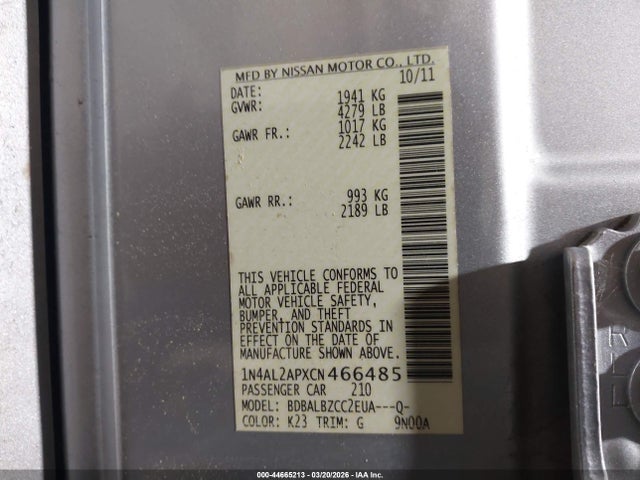 MFD BY NISSAN MOTOR CO., LTD.
DATE: 10/11
GVWR: 1941 KG
4279 LB
GAWR FR.: 1017 KG
2242 LB
GAWR RR.: 993 KG
2189 LB
THIS VEHICLE CONFORMS TO
ALL APPLICABLE FEDERAL
MOTOR VEHICLE SAFETY,
BUMPER, AND THEFT
PREVENTION STANDARDS IN
EFFECT ON THE DATE OF
MANUFACTURE SHOWN ABOVE.
1N4AL2APXCN466485
PASSENGER CAR 210
MODEL: BDBALBZCC2EUA---Q-
COLOR: K23 TRIM: G 9N00A
000-44665213 - 03/20/2026 - IAA Inc.